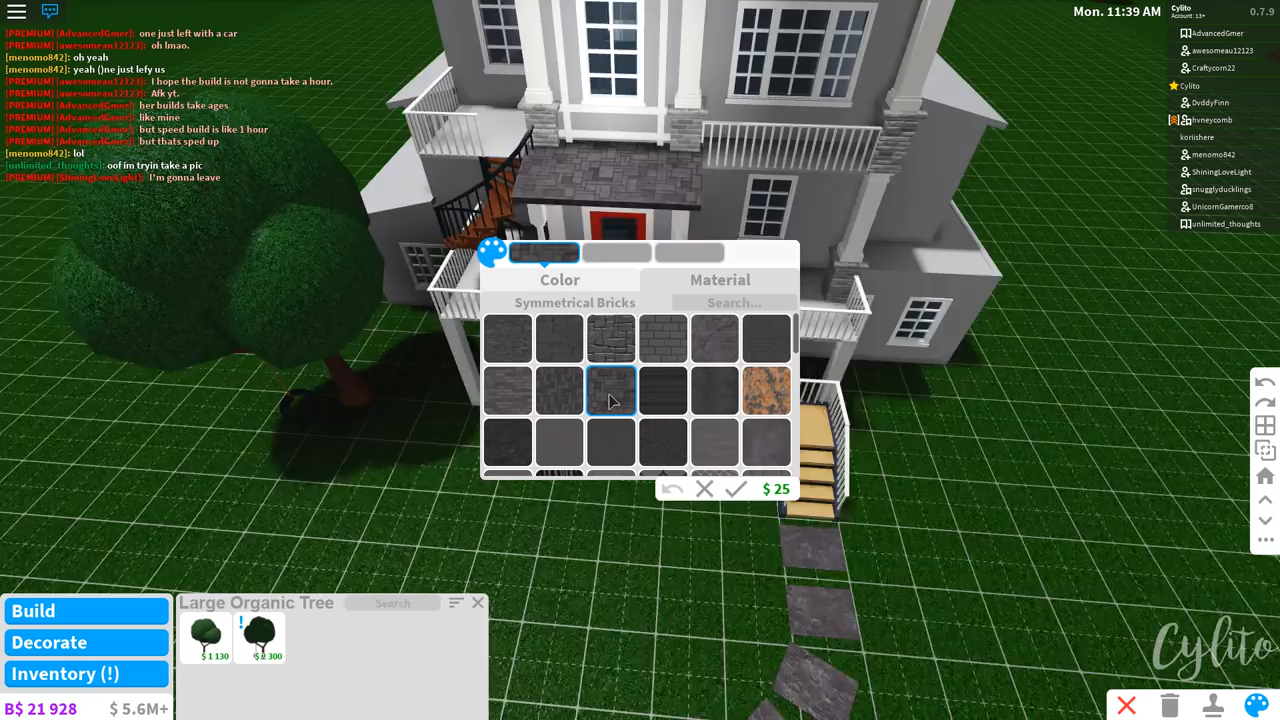 Mon. 11:39 AM
Cylito
Account: 13+
0.7.9
[PREMIUM] [AdvancedGmer]: one just left with a car
[PREMIUM] [awesomeau12123]: oh lmao.
[menomo842]: oh yeah
[menomo842]: yeah ()ne just lefy us
[PREMIUM] [awesomeau12123]: I hope the build is not gonna take a hour.
[PREMIUM] [awesomeau12123]: Afk yt.
[PREMIUM] [AdvancedGmer]: her builds take ages
[PREMIUM] [AdvancedGmer]: like mine
[PREMIUM] [AdvancedGmer]: but speed build is like 1 hour
[PREMIUM] [AdvancedGmer]: but thats sped up
[menomo842]: lol
[unlimited_thoughts]: oof im tryin take a pic
[PREMIUM] [ShiningLoveLight]: I'm gonna leave
AdvancedGmer
awesomeau12123
Craftycorn22
Cylito
DvddyFinn
hvneycomb
koriishere
menomo842
ShiningLoveLight
snugglyducklings
UnicornGamerco8
unlimited_thoughts
Color
Material
Symmetrical Bricks
Search...
$ 25
Build
Decorate
Inventory (!)
B$ 21 928
$ 5.6M+
Large Organic Tree
Search
!
$ 1 130
Cylito